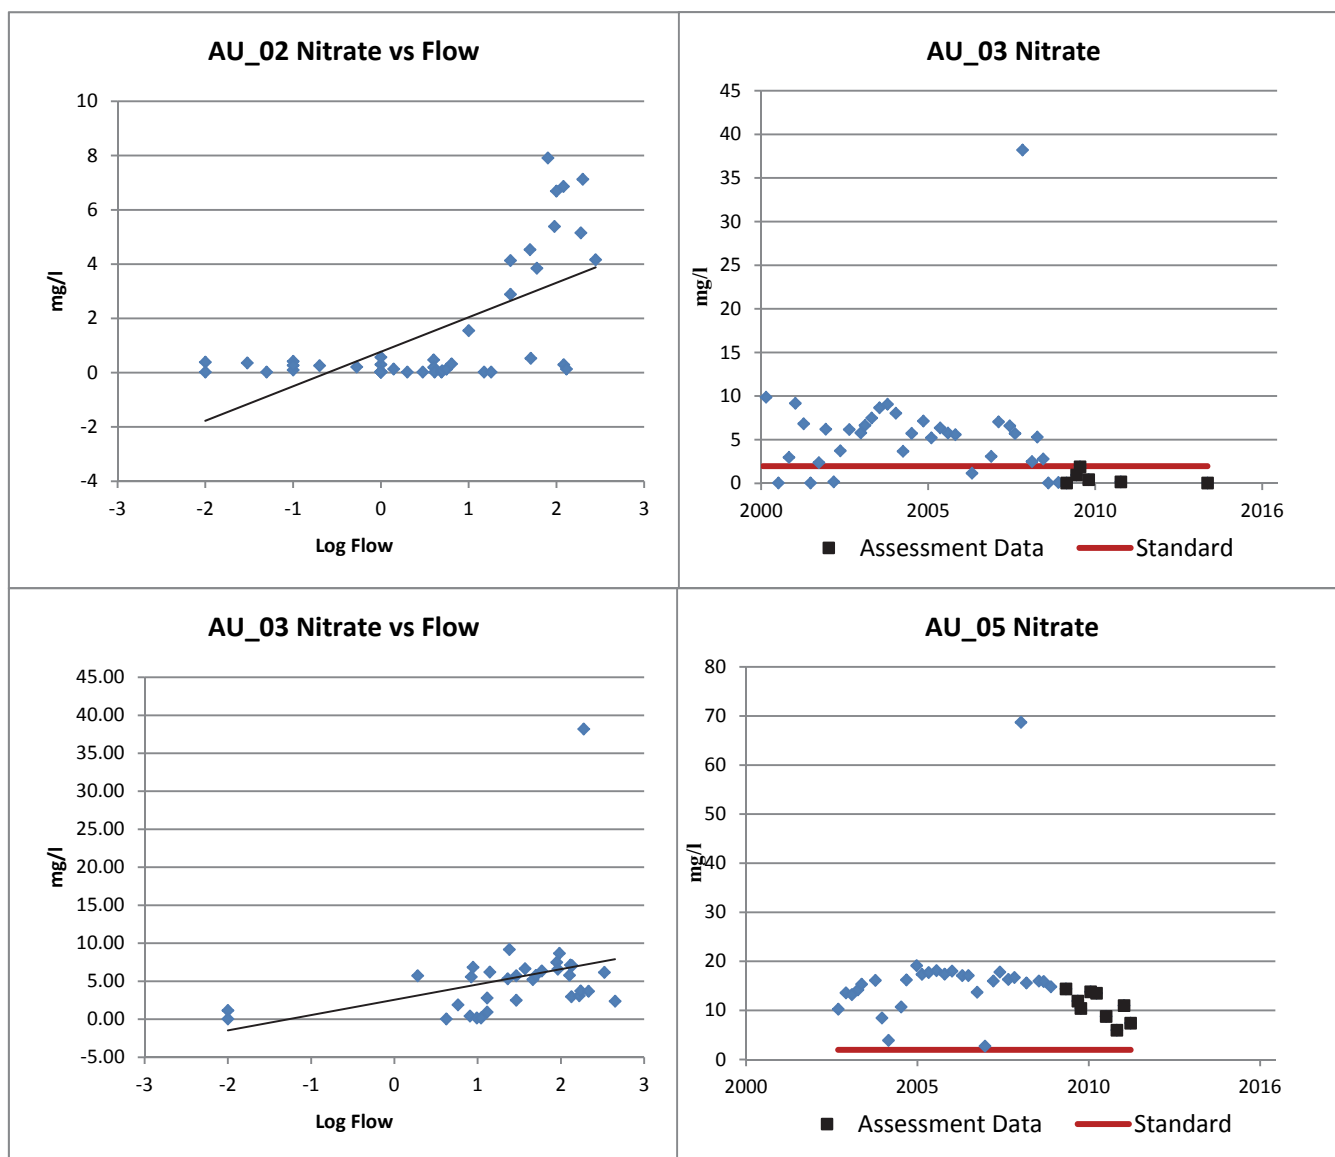 AU_02 Nitrate vs Flow
10
8
6
4
2
0
-2
-4
mg/l
-3 -2 -1 0 1 2 3
Log Flow
AU_03 Nitrate
45
40
35
30
25
20
15
10
5
0
mg/l
2000 2005 2010 2016
Assessment Data Standard
AU_03 Nitrate vs Flow
45.00
40.00
35.00
30.00
25.00
20.00
15.00
10.00
5.00
0.00
-5.00
mg/l
-3 -2 -1 0 1 2 3
Log Flow
AU_05 Nitrate
80
70
60
50
40
30
20
10
0
mg/l
2000 2005 2010 2016
Assessment Data Standard